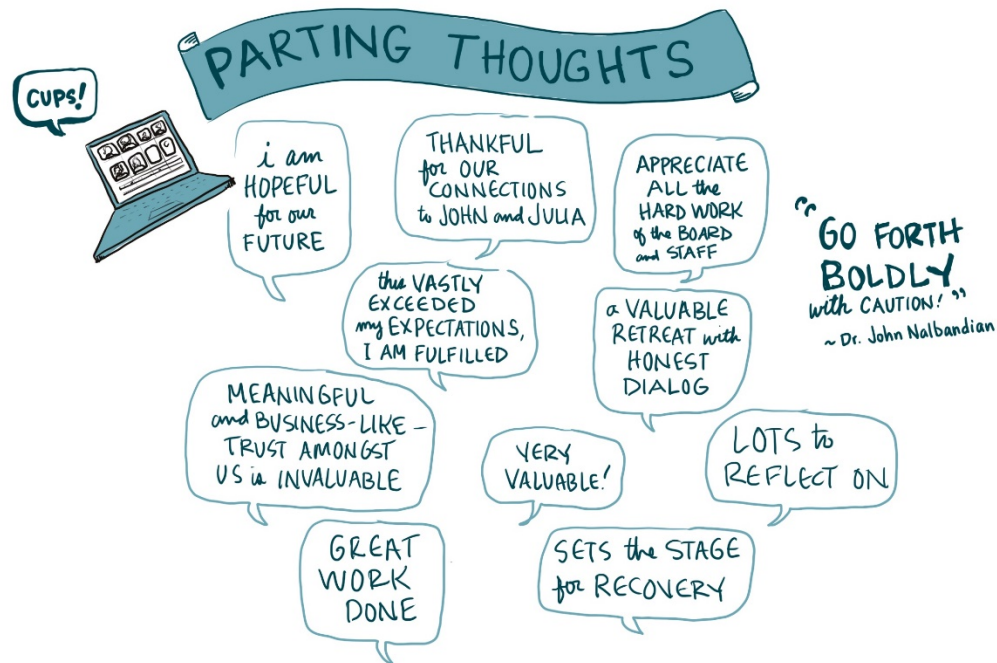 PARTING THOUGHTS
CUPS!
i am
HOPEFUL
for our
FUTURE
THANKFUL
for OUR
CONNECTIONS
to JOHN and JULIA
APPRECIATE
ALL the
HARD WORK
of the BOARD
and STAFF
"GO FORTH
BOLDLY
with CAUTION!"
~ Dr. John Nalbandian
this VASTLY
EXCEEDED
my EXPECTATIONS,
I AM FULFILLED
a VALUABLE
RETREAT with
HONEST
DIALOG
MEANINGFUL
and BUSINESS-LIKE –
TRUST AMONGST
US is INVALUABLE
VERY
VALUABLE!
LOTS to
REFLECT ON
GREAT
WORK
DONE
SETS the STAGE
for RECOVERY